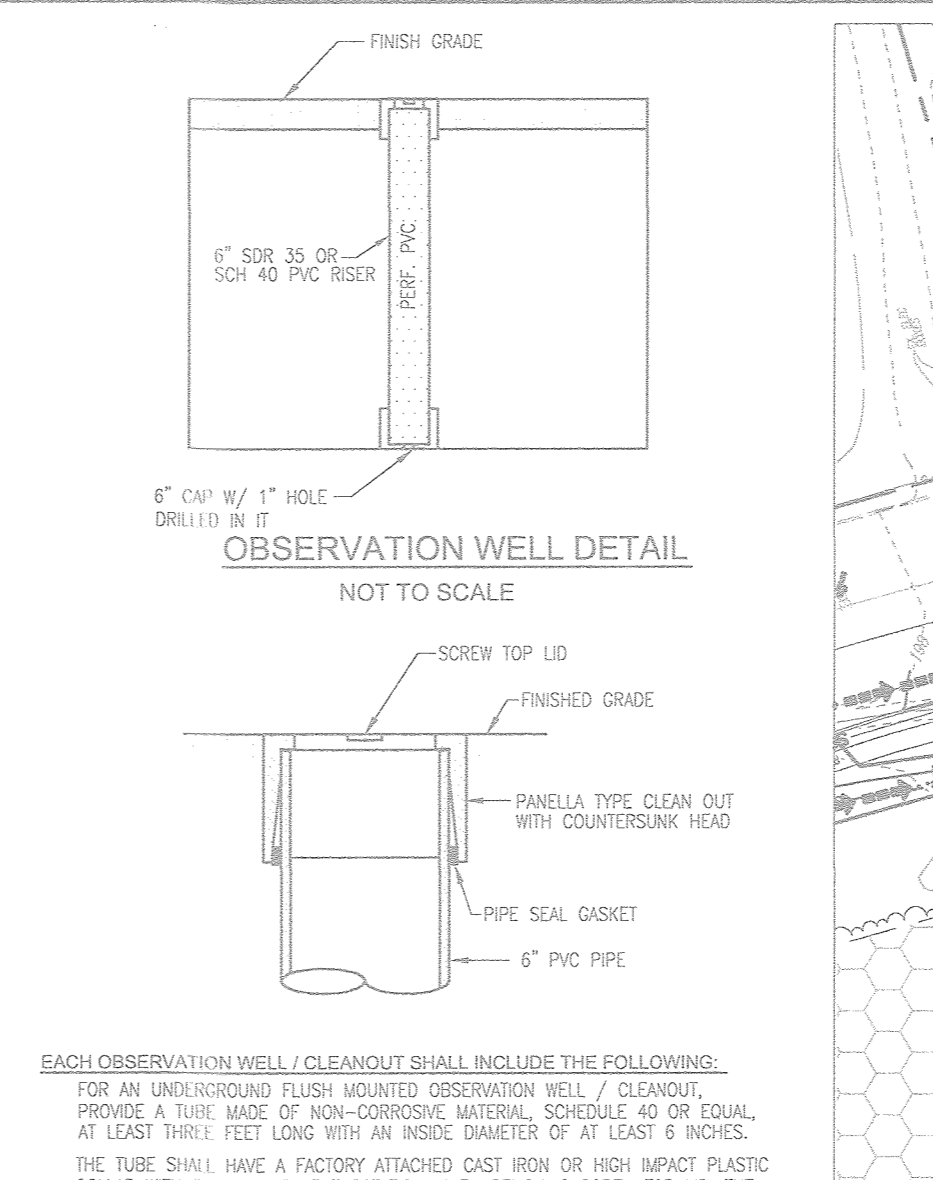 FINISH GRADE
6" SDR 35 OR
SCH 40 PVC RISER
PERF. PVC.
6" CAP W/ 1" HOLE
DRILLED IN IT
OBSERVATION WELL DETAIL
NOT TO SCALE
SCREW TOP LID
FINISHED GRADE
PANELLA TYPE CLEAN OUT
WITH COUNTERSUNK HEAD
PIPE SEAL GASKET
6" PVC PIPE
EACH OBSERVATION WELL / CLEANOUT SHALL INCLUDE THE FOLLOWING:
FOR AN UNDERGROUND FLUSH MOUNTED OBSERVATION WELL / CLEANOUT,
PROVIDE A TUBE MADE OF NON-CORROSIVE MATERIAL, SCHEDULE 40 OR EQUAL,
AT LEAST THREE FEET LONG WITH AN INSIDE DIAMETER OF AT LEAST 6 INCHES.
THE TUBE SHALL HAVE A FACTORY ATTACHED CAST IRON OR HIGH IMPACT PLASTIC